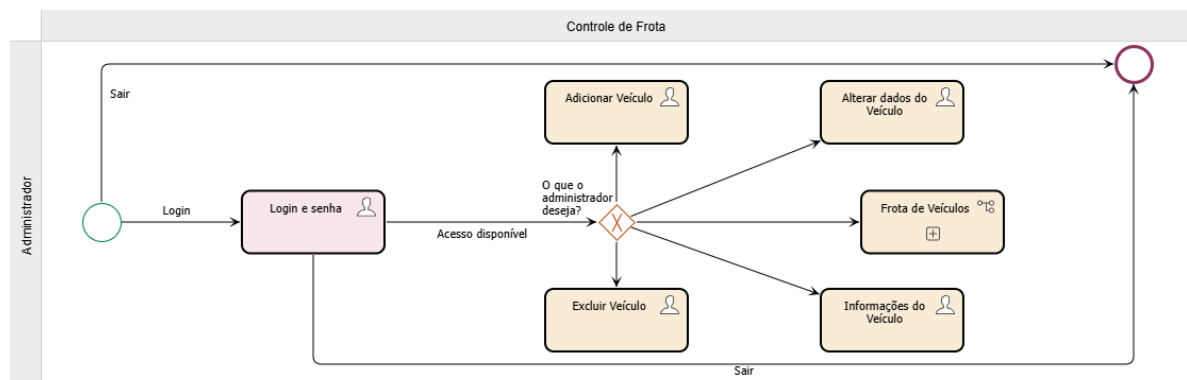 Controle de Frota
Administrador
Sair
Adicionar Veículo
Alterar dados do
Veículo
O que o
administrador
deseja?
Login
Login e senha
Acesso disponível
Frota de Veículos
Excluir Veículo
Informações do
Veículo
Sair